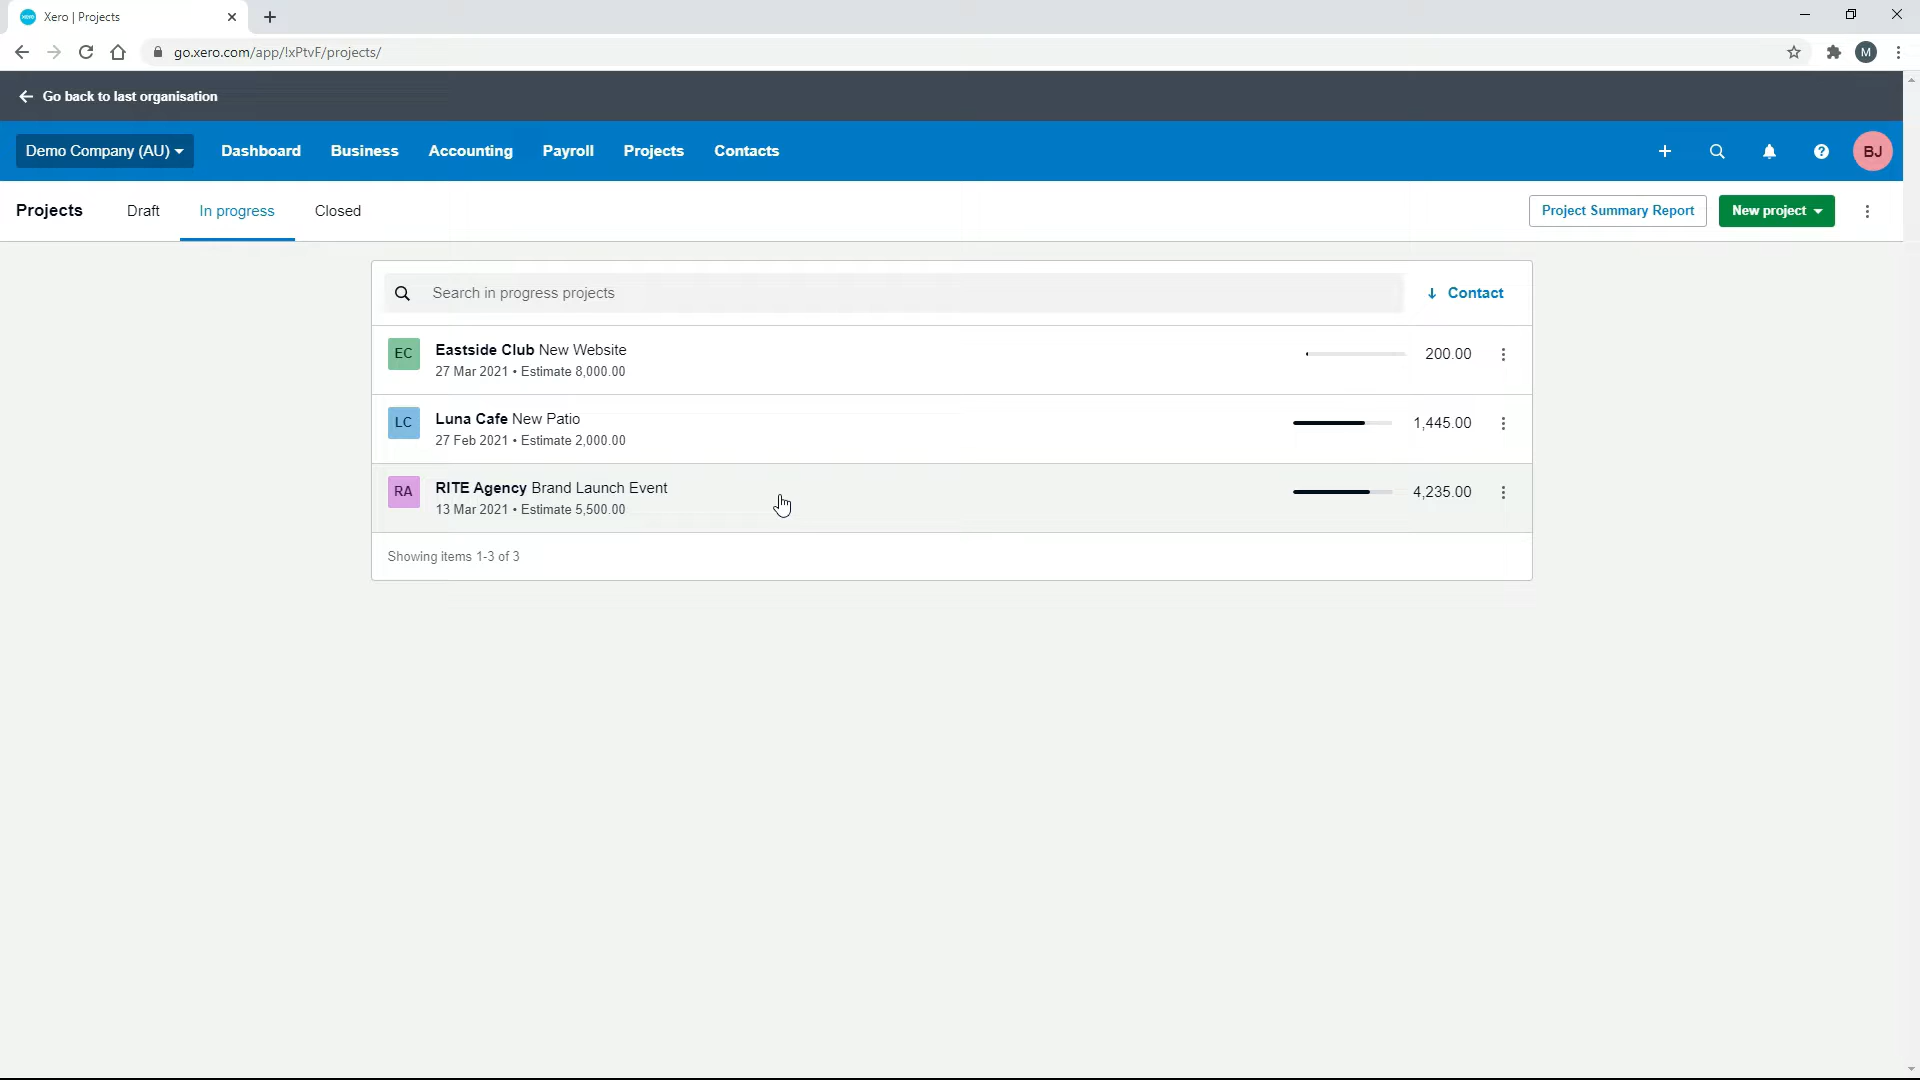 Xero | Projects
go.xero.com/app/!xPtvF/projects/
M
Go back to last organisation
Demo Company (AU) Dashboard Business Accounting Payroll Projects Contacts BJ
Projects Draft In progress Closed Project Summary Report New project
Search in progress projects Contact
EC Eastside Club New Website 200.00
27 Mar 2021 • Estimate 8,000.00
LC Luna Cafe New Patio 1,445.00
27 Feb 2021 • Estimate 2,000.00
RA RITE Agency Brand Launch Event 4,235.00
13 Mar 2021 • Estimate 5,500.00
Showing items 1-3 of 3